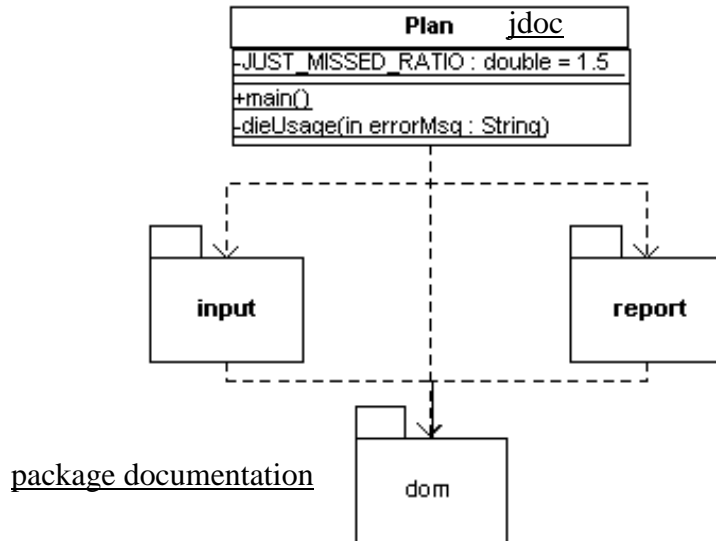 Plan jdoc
-JUST_MISSED_RATIO : double = 1.5
+main()
-dieUsage(in errorMsg : String)
input
report
package documentation
dom